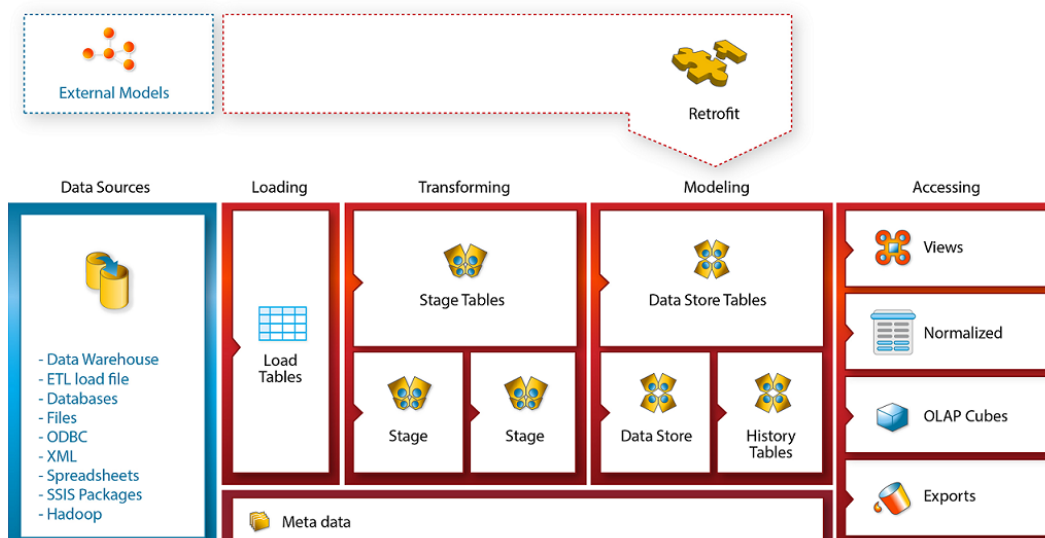 External Models
Retrofit
Data Sources
Loading
Transforming
Modeling
Accessing
- Data Warehouse
- ETL load file
- Databases
- Files
- ODBC
- XML
- Spreadsheets
- SSIS Packages
- Hadoop
Load
Tables
Stage Tables
Stage
Stage
Data Store Tables
Data Store
History
Tables
Views
Normalized
OLAP Cubes
Exports
Meta data